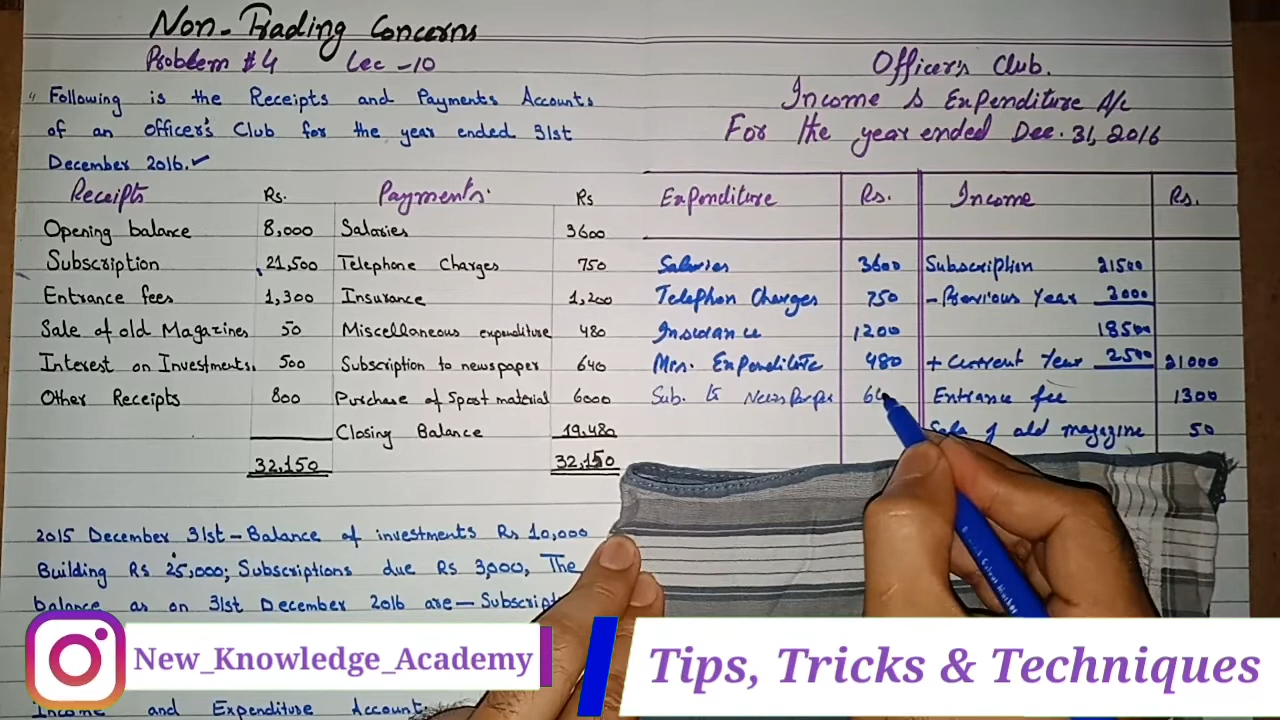 Non-Trading Concerns
Problem #4 Lec-10
Following is the Receipts and Payments Accounts
of an officer's Club for the year ended 31st
December 2016.
Receipts Rs. Payments Rs
Opening balance 8,000 Salaries 3600
Subscription 21,500 Telephone Charges 750
Entrance fees 1,300 Insurance 1,200
Sale of old Magazines 50 Miscellaneous expenditure 480
Interest on Investments. 500 Subscription to newspaper 640
Other Receipts 800 Purchase of Spost material 6000
Closing Balance 19,480
32,150 32,150
2015 December 31st - Balance of investments Rs 10,000
Building Rs 25,000; Subscriptions due Rs 3,000, The
balance as on 31st December 2016 are - Subscript
Income and Expenditure Account.
Officer's Club.
Income & Expenditure A/c
For the year ended Dec. 31, 2016
Expenditure Rs. Income Rs.
Salaries 3600 Subscription 21500
Telephon Charges 750 - Previous Year 3000
Insurance 1200 18500
Mis. Expenditure 480 + Current Year 2500 21000
Sub. to News Paper 64 Entrance fee 1300
Sale of old magazine 50
New_Knowledge_Academy
Tips, Tricks & Techniques